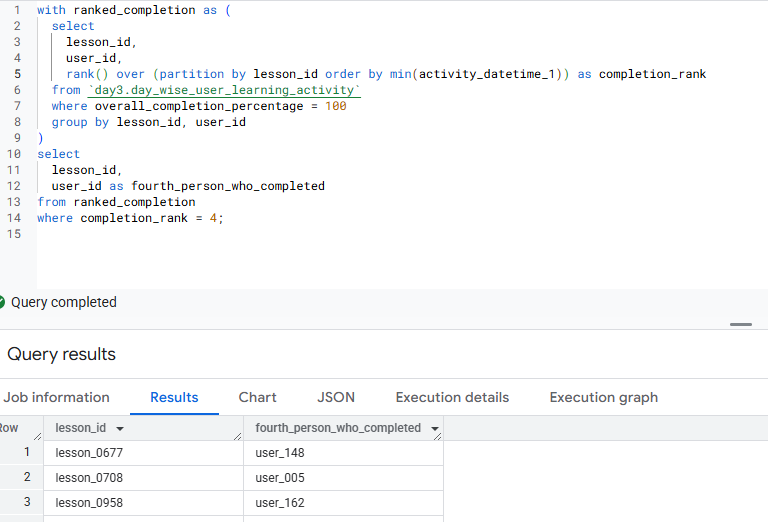 1 with ranked_completion as (
2 select
3 lesson_id,
4 user_id,
5 rank() over (partition by lesson_id order by min(activity_datetime_1)) as completion_rank
6 from `day3.day_wise_user_learning_activity`
7 where overall_completion_percentage = 100
8 group by lesson_id, user_id
9 )
10 select
11 lesson_id,
12 user_id as fourth_person_who_completed
13 from ranked_completion
14 where completion_rank = 4;
15
Query completed
Query results
Job information Results Chart JSON Execution details Execution graph
Row lesson_id fourth_person_who_completed
1 lesson_0677 user_148
2 lesson_0708 user_005
3 lesson_0958 user_162